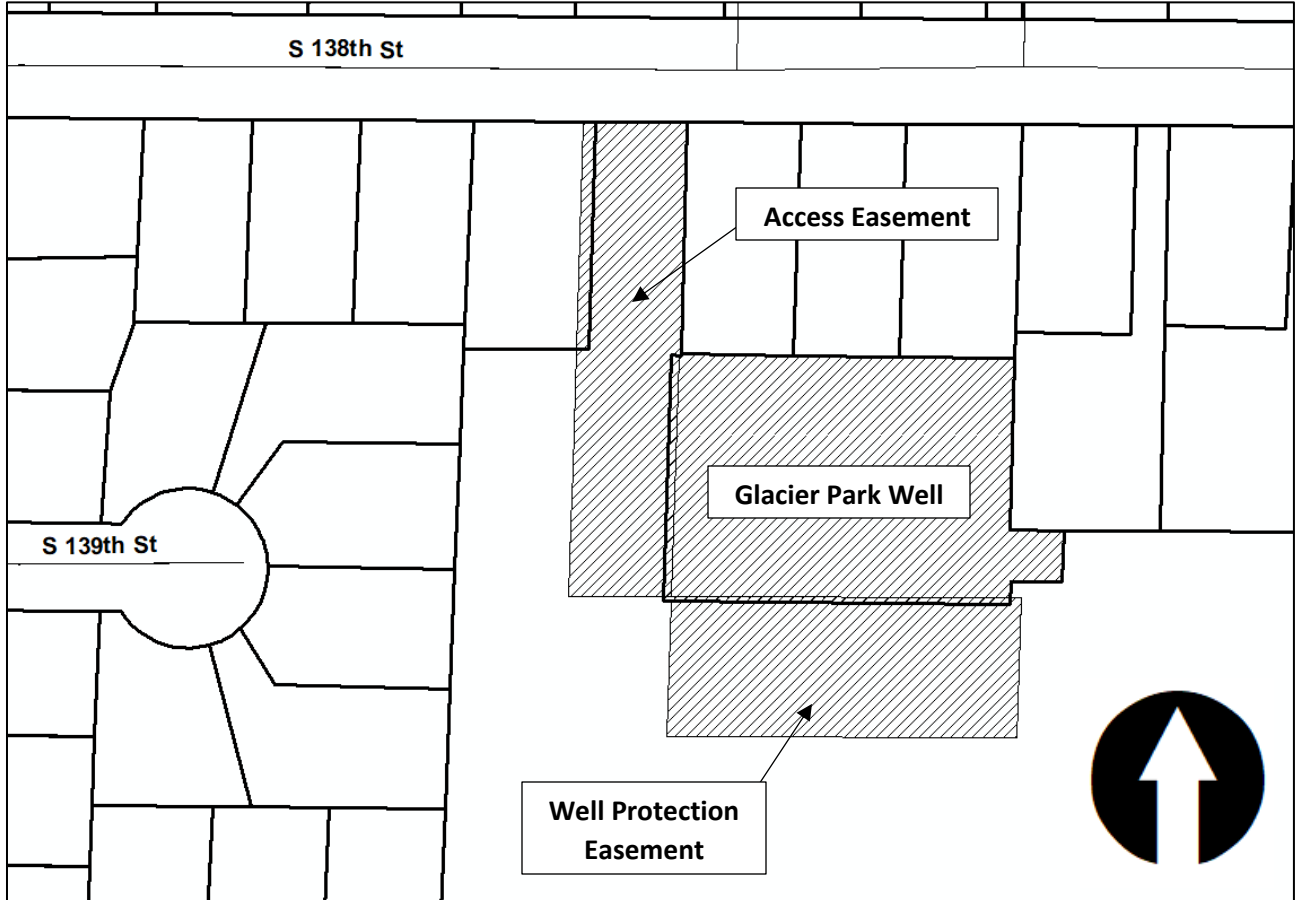 S 138th St
Access Easement
Glacier Park Well
S 139th St
Well Protection
Easement